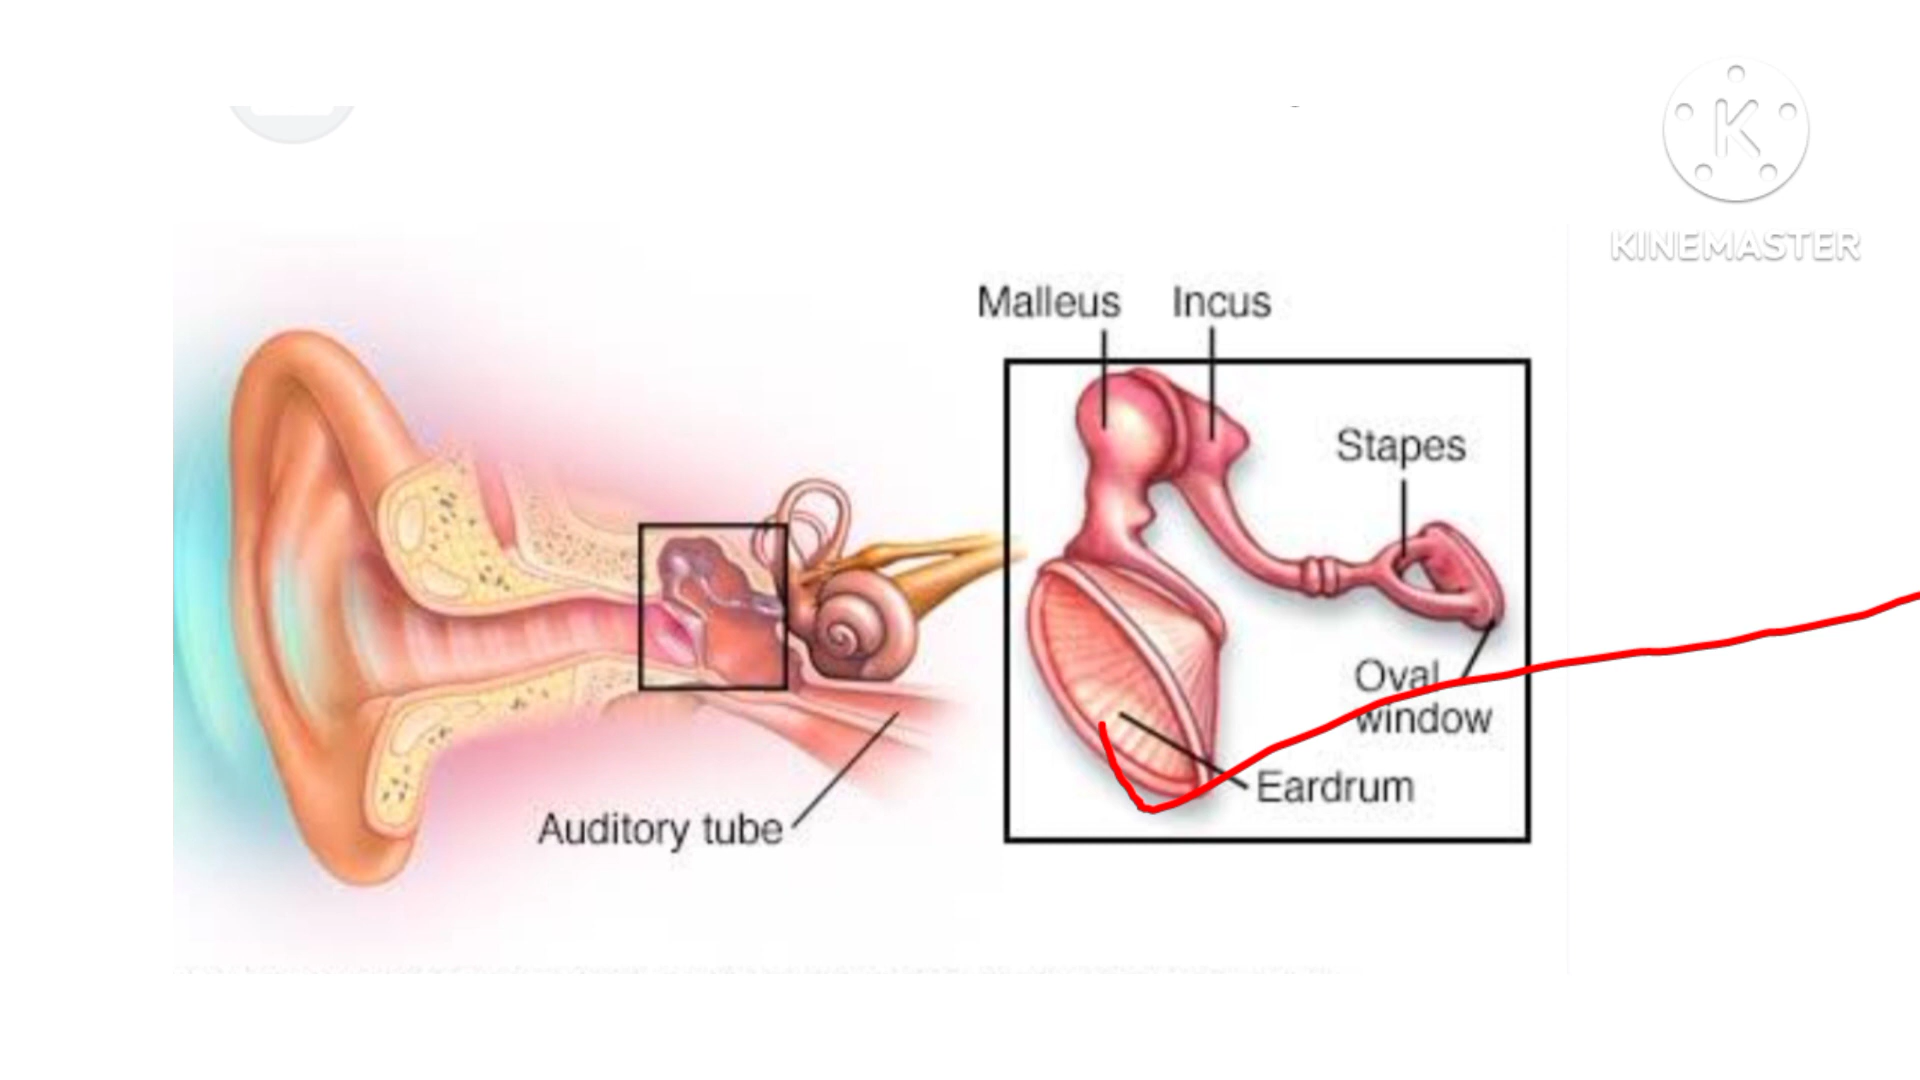 K
KINEMASTER
Malleus Incus
Stapes
Oval
window
Eardrum
Auditory tube